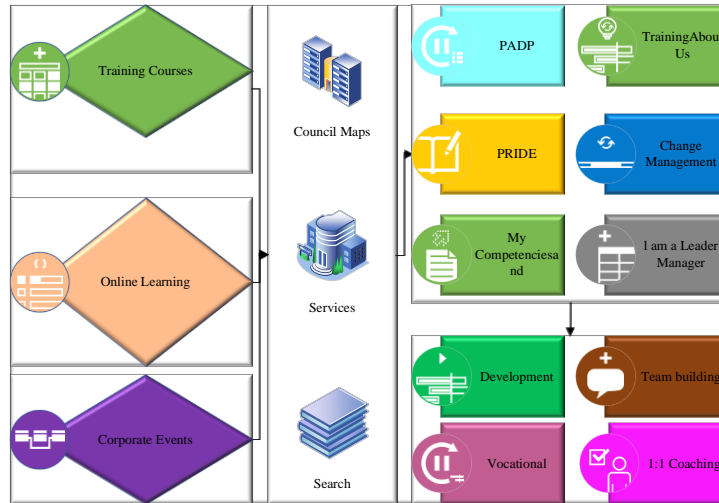 Training Courses
Online Learning
Corporate Events
Council Maps
Services
Search
PADP
TrainingAbou
Us
PRIDE
Change
Management
My
Competenciesa
nd
I am a Leader
Manager
Development
Team building
Vocational
1:1 Coaching